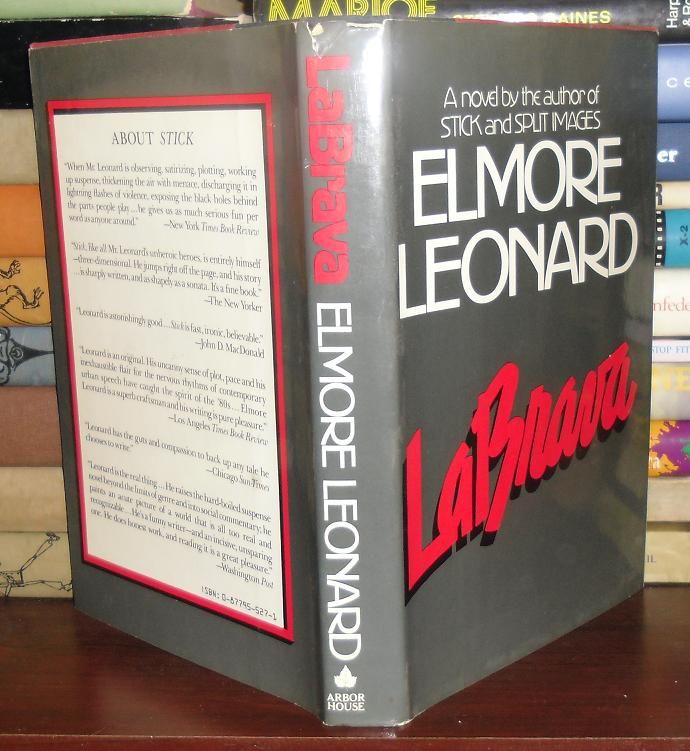 MARJOE
STEVEN S. GAINES
ABOUT STICK
"When Mr. Leonard is observing, satirizing, plotting, working
up suspense, thickening the air with menace, discharging it in
lightning flashes of violence, exposing the black holes behind
the parts people play...he gives us as much serious fun per
word as anyone around."
—New York Times Book Review
"Stick, like all Mr. Leonard's unheroic heroes, is entirely himself
—three-dimensional. He jumps right off the page, and his story
...is sharply written, and as shapely as a sonata. It's a fine book."
—The New Yorker
"Leonard is astonishingly good...Stick is fast, ironic, believable."
—John D. MacDonald
"Leonard is an original. His uncanny sense of plot, pace and his
inexhaustible flair for the nervous rhythms of contemporary
urban speech have caught the spirit of the '80s... Elmore
Leonard is a superb craftsman and his writing is pure pleasure."
—Los Angeles Times Book Review
"Leonard has the guts and compassion to back up any tale he
chooses to write."
—Chicago Sun-Times
"Leonard is the real thing... He raises the hard-boiled suspense
novel beyond the limits of genre and into social commentary; he
paints an acute picture of a world that is all too real and
recognizable... He's a funny writer—and an incisive, unsparing
one. He does honest work, and reading it is a great pleasure."
—Washington Post
ISBN: 0-87795-527-1
LaBrava
ELMORE LEONARD
ARBOR
HOUSE
A novel by the author of
STICK and SPLIT IMAGES
ELMORE
LEONARD
LaBrava
Harp
& Ro
ce
er
X-2
nfede
STOP FIT